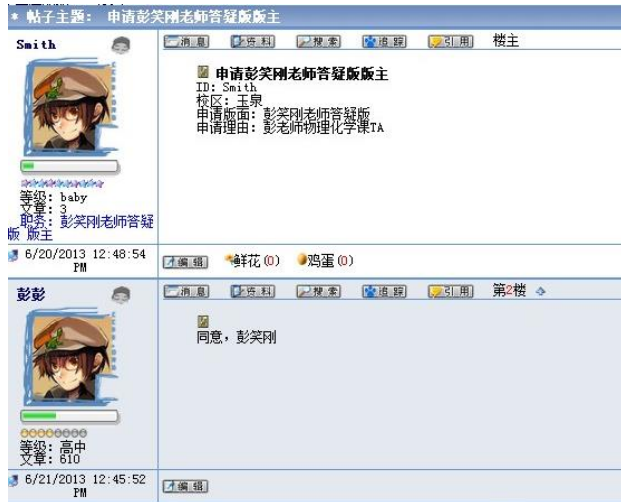 * 帖子主题: 申请彭笑刚老师答疑版版主
Smith
消息 资料 搜索 追踪 引用 楼主
申请彭笑刚老师答疑版版主
ID: Smith
校区: 玉泉
申请版面: 彭笑刚老师答疑版
申请理由: 彭老师物理化学课TA
等级: baby
文章: 3
职务: 彭笑刚老师答疑
版 版主
6/20/2013 12:48:54
PM
编辑 鲜花(0) 鸡蛋(0)
彭彭
消息 资料 搜索 追踪 引用 第2楼
同意，彭笑刚
等级: 高中
文章: 610
6/21/2013 12:45:52
PM
编辑